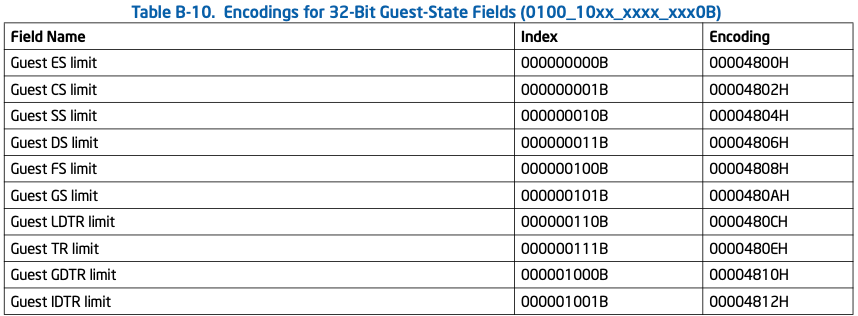 Table B-10. Encodings for 32-Bit Guest-State Fields (0100_10xx_xxxx_xxx0B)
Field Name Index Encoding
Guest ES limit 000000000B 00004800H
Guest CS limit 000000001B 00004802H
Guest SS limit 000000010B 00004804H
Guest DS limit 000000011B 00004806H
Guest FS limit 000000100B 00004808H
Guest GS limit 000000101B 0000480AH
Guest LDTR limit 000000110B 0000480CH
Guest TR limit 000000111B 0000480EH
Guest GDTR limit 000001000B 00004810H
Guest IDTR limit 000001001B 00004812H